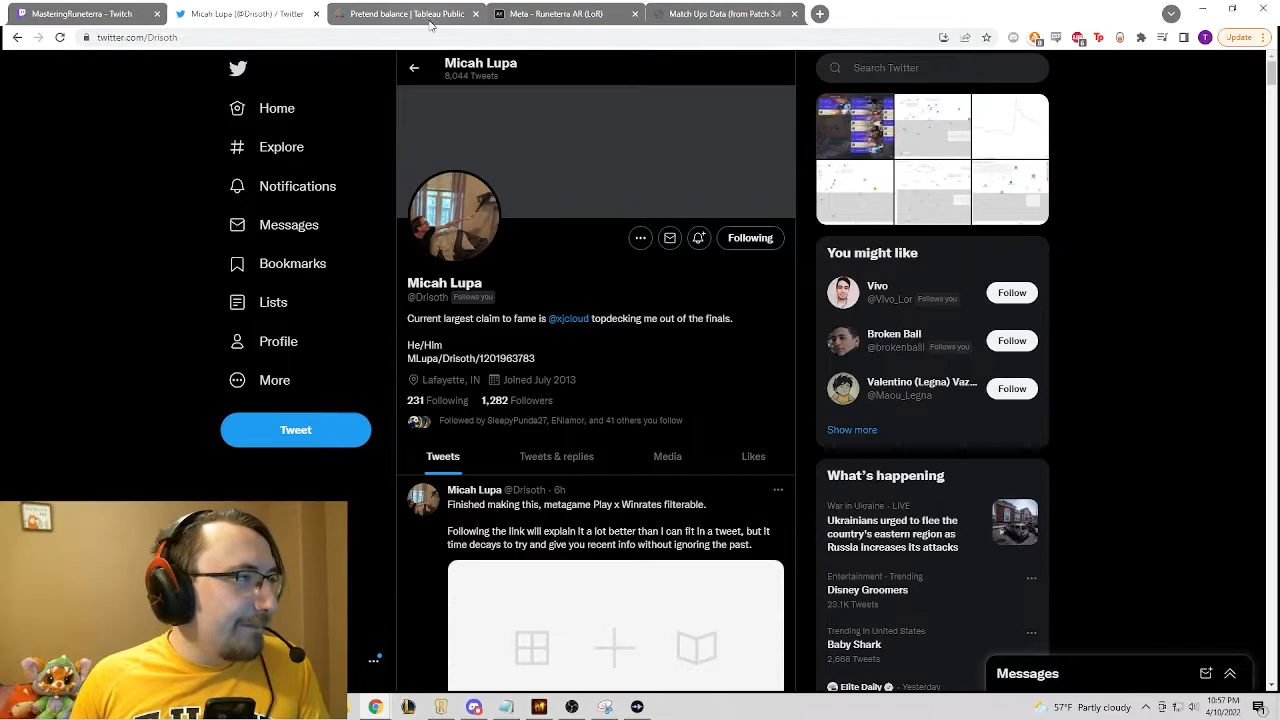 MasteringRuneterra - Twitch
Micah Lupa (@Drisoth) / Twitter
Pretend balance | Tableau Public
Meta - Runeterra AR (LoR)
Match Ups Data (from Patch 3.4
twitter.com/Drisoth
Update
Micah Lupa
8,044 Tweets
Search Twitter
Home
Explore
Notifications
Messages
Bookmarks
Lists
Profile
More
Tweet
Following
Micah Lupa
@Drisoth Follows you
Current largest claim to fame is @xjcloud topdecking me out of the finals.
He/Him
MLupa/Drisoth/1201963783
Lafayette, IN Joined July 2013
231 Following 1,282 Followers
Followed by SleepyPunda27, ENiamor, and 41 others you follow
Tweets
Tweets & replies
Media
Likes
Micah Lupa @Drisoth · 6h
Finished making this, metagame Play x Winrates filterable.
Following the link will explain it a lot better than I can fit in a tweet, but it
time decays to try and give you recent info without ignoring the past.
You might like
Vivo
@Vivo_Lor Follows you
Follow
Broken Ball
@brokenballl Follows you
Follow
Valentino (Legna) Vaz...
@Maou_Legna
Follow
Show more
What's happening
War in Ukraine · LIVE
Ukrainians urged to flee the
country's eastern region as
Russia increases its attacks
Entertainment · Trending
Disney Groomers
23.1K Tweets
Trending in United States
Baby Shark
2,668 Tweets
Elite Daily · Yesterday
Messages
57°F Partly cloudy
10:57 PM
4/10/2022